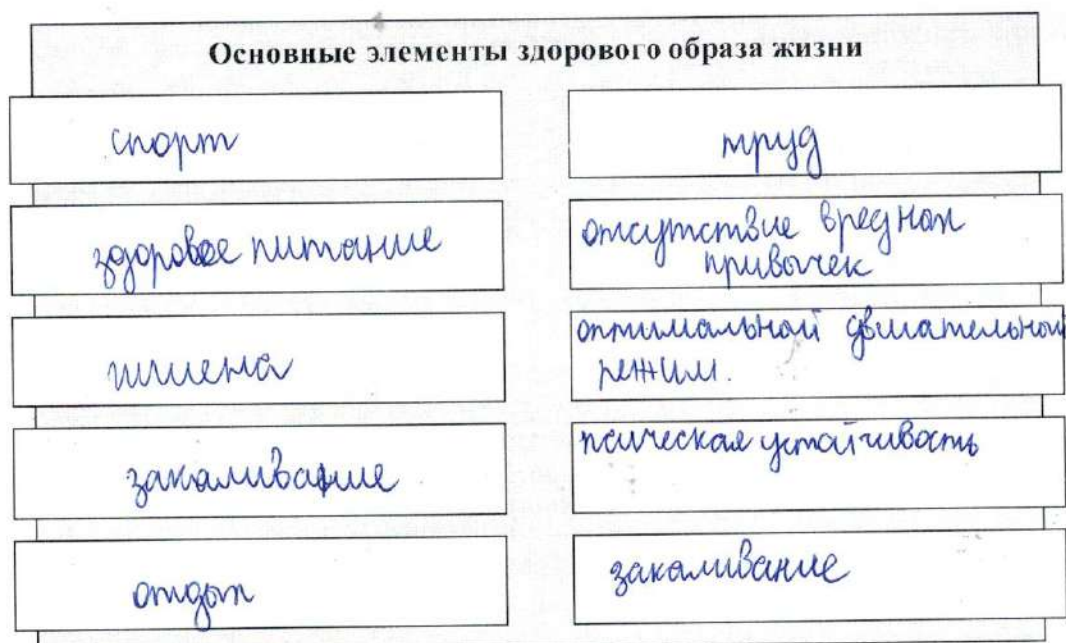 Основные элементы здорового образа жизни
спорт
труд
здоровое питание
отсутствие вредных
привычек
гигиена
оптимальный двигательный
режим.
закаливание
псическая устойчивость
отдых
закаливание